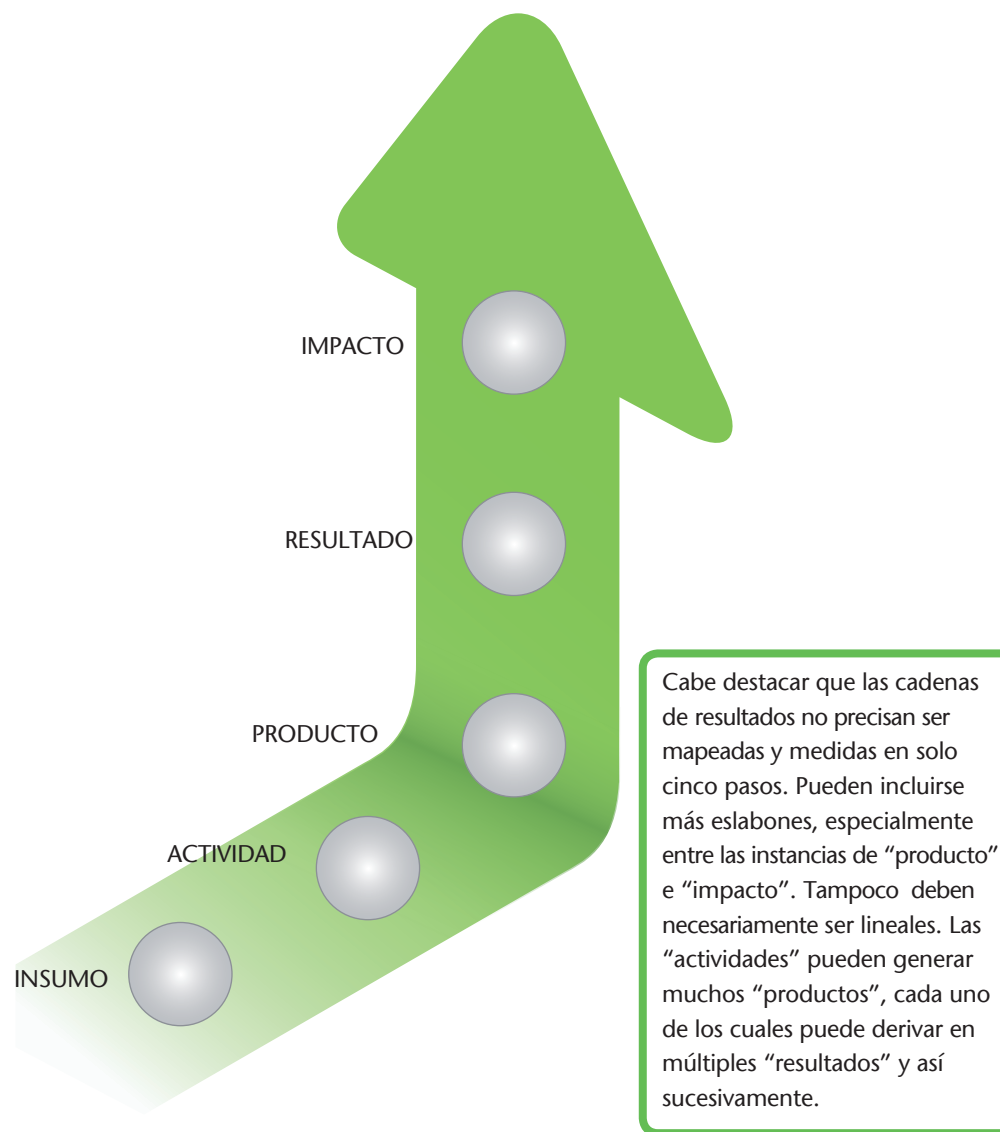 IMPACTO
RESULTADO
PRODUCTO
ACTIVIDAD
INSUMO
Cabe destacar que las cadenas
de resultados no precisan ser
mapeadas y medidas en solo
cinco pasos. Pueden incluirse
más eslabones, especialmente
entre las instancias de “producto”
e “impacto”. Tampoco deben
necesariamente ser lineales. Las
“actividades” pueden generar
muchos “productos”, cada uno
de los cuales puede derivar en
múltiples “resultados” y así
sucesivamente.